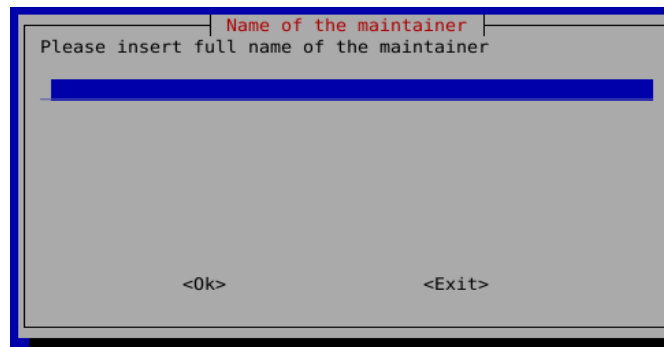 Name of the maintainer
Please insert full name of the maintainer
<Ok> <Exit>